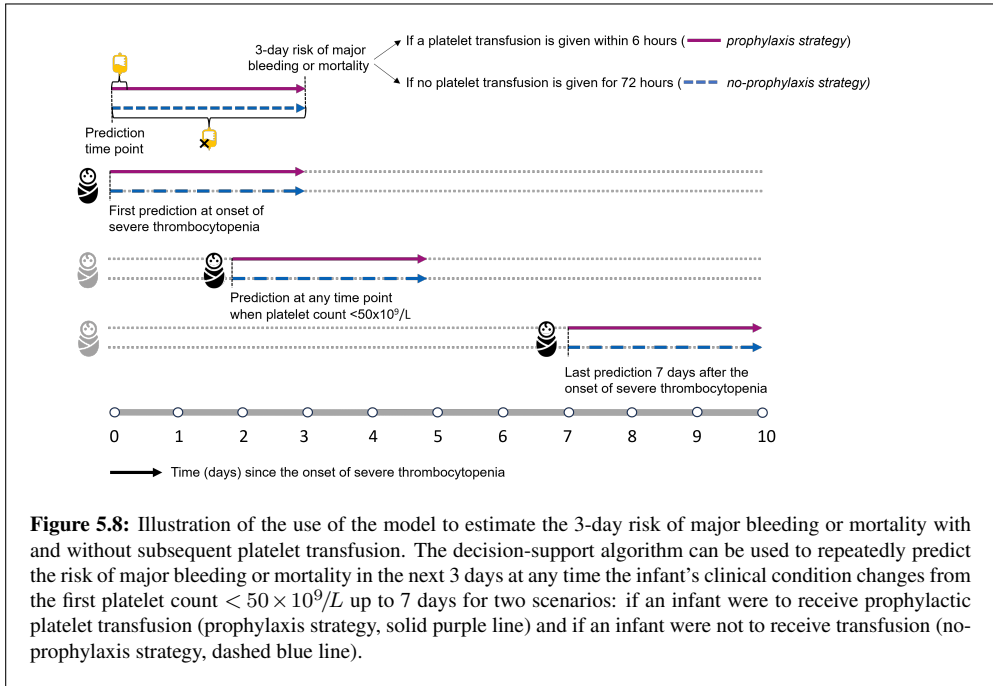 3-day risk of major
bleeding or mortality
If a platelet transfusion is given within 6 hours ( prophylaxis strategy)
If no platelet transfusion is given for 72 hours ( no-prophylaxis strategy)
Prediction
time point
First prediction at onset of
severe thrombocytopenia
Prediction at any time point
when platelet count <50x10⁹/L
Last prediction 7 days after the
onset of severe thrombocytopenia
0 1 2 3 4 5 6 7 8 9 10
Time (days) since the onset of severe thrombocytopenia
Figure 5.8: Illustration of the use of the model to estimate the 3-day risk of major bleeding or mortality with
and without subsequent platelet transfusion. The decision-support algorithm can be used to repeatedly predict
the risk of major bleeding or mortality in the next 3 days at any time the infant's clinical condition changes from
the first platelet count < 50 × 10⁹/L up to 7 days for two scenarios: if an infant were to receive prophylactic
platelet transfusion (prophylaxis strategy, solid purple line) and if an infant were not to receive transfusion (no-
prophylaxis strategy, dashed blue line).